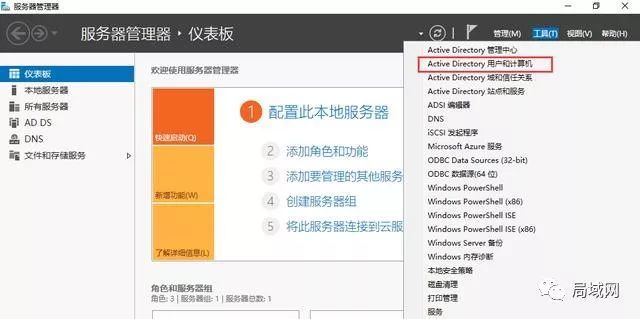 服务器管理器
服务器管理器 · 仪表板
管理(M) 工具(T) 视图(V) 帮助(H)
仪表板
本地服务器
所有服务器
AD DS
DNS
文件和存储服务
欢迎使用服务器管理器
快速启动(Q)
新增功能(W)
了解详细信息(L)
1 配置此本地服务器
2 添加角色和功能
3 添加要管理的其他服务
4 创建服务器组
5 将此服务器连接到云服
角色和服务器组
角色: 3 | 服务器组: 1 | 服务器总数: 1
Active Directory 管理中心
Active Directory 用户和计算机
Active Directory 域和信任关系
Active Directory 站点和服务
ADSI 编辑器
DNS
iSCSI 发起程序
Microsoft Azure 服务
ODBC Data Sources (32-bit)
ODBC 数据源(64 位)
Windows PowerShell
Windows PowerShell (x86)
Windows PowerShell ISE
Windows PowerShell ISE (x86)
Windows Server 备份
Windows 内存诊断
本地安全策略
磁盘清理
打印管理
服务
局域网